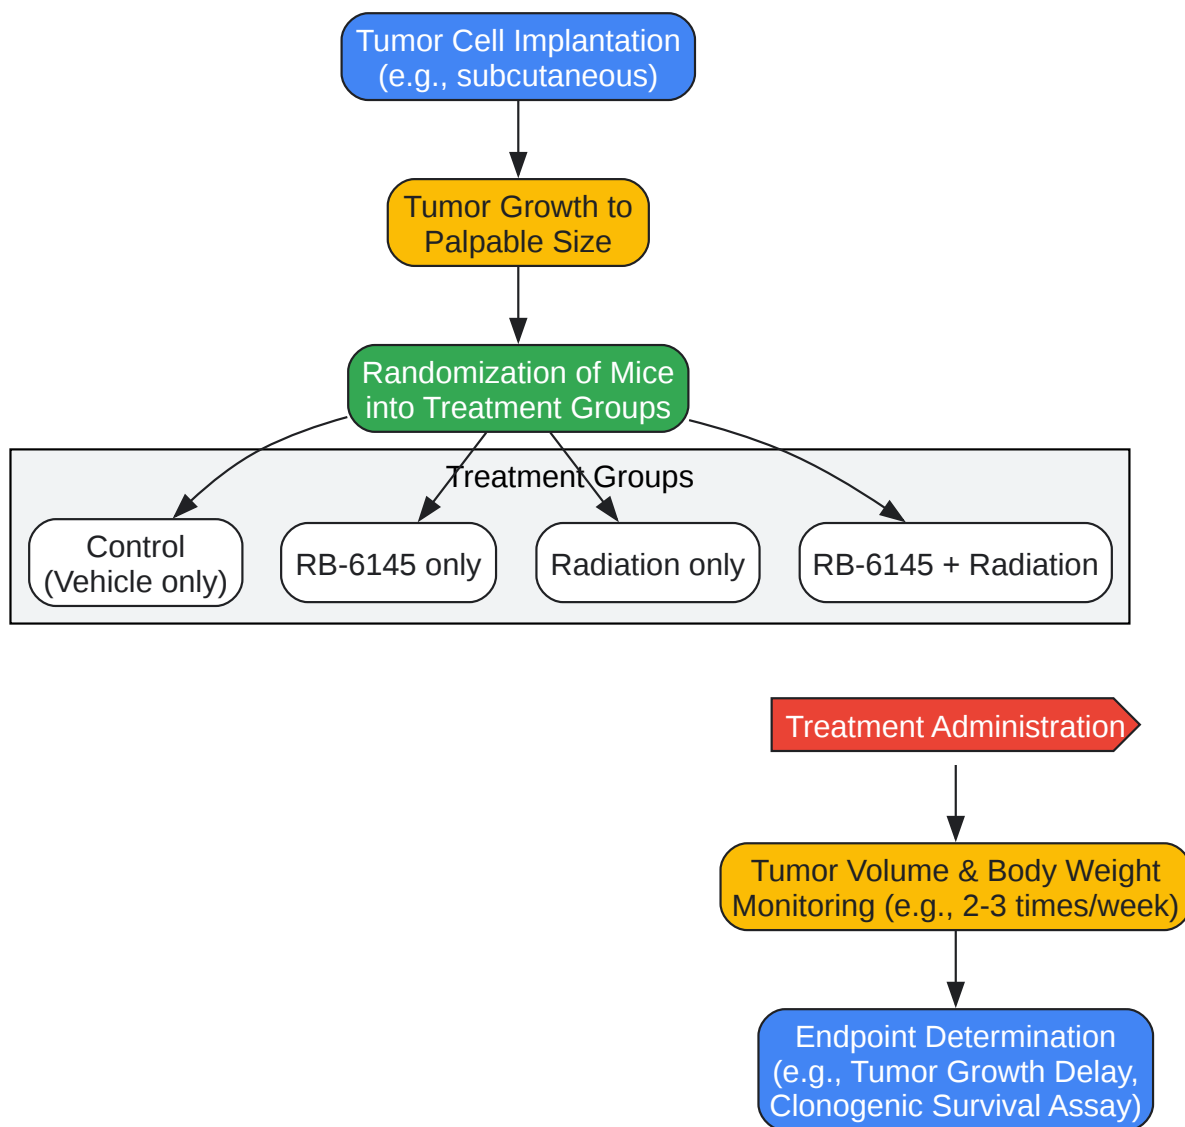 Tumor Cell Implantation
(e.g., subcutaneous)
Tumor Growth to
Palpable Size
Randomization of Mice
into Treatment Groups
Treatment Groups
Control
(Vehicle only)
RB-6145 only
Radiation only
RB-6145 + Radiation
Treatment Administration
Tumor Volume & Body Weight
Monitoring (e.g., 2-3 times/week)
Endpoint Determination
(e.g., Tumor Growth Delay,
Clonogenic Survival Assay)